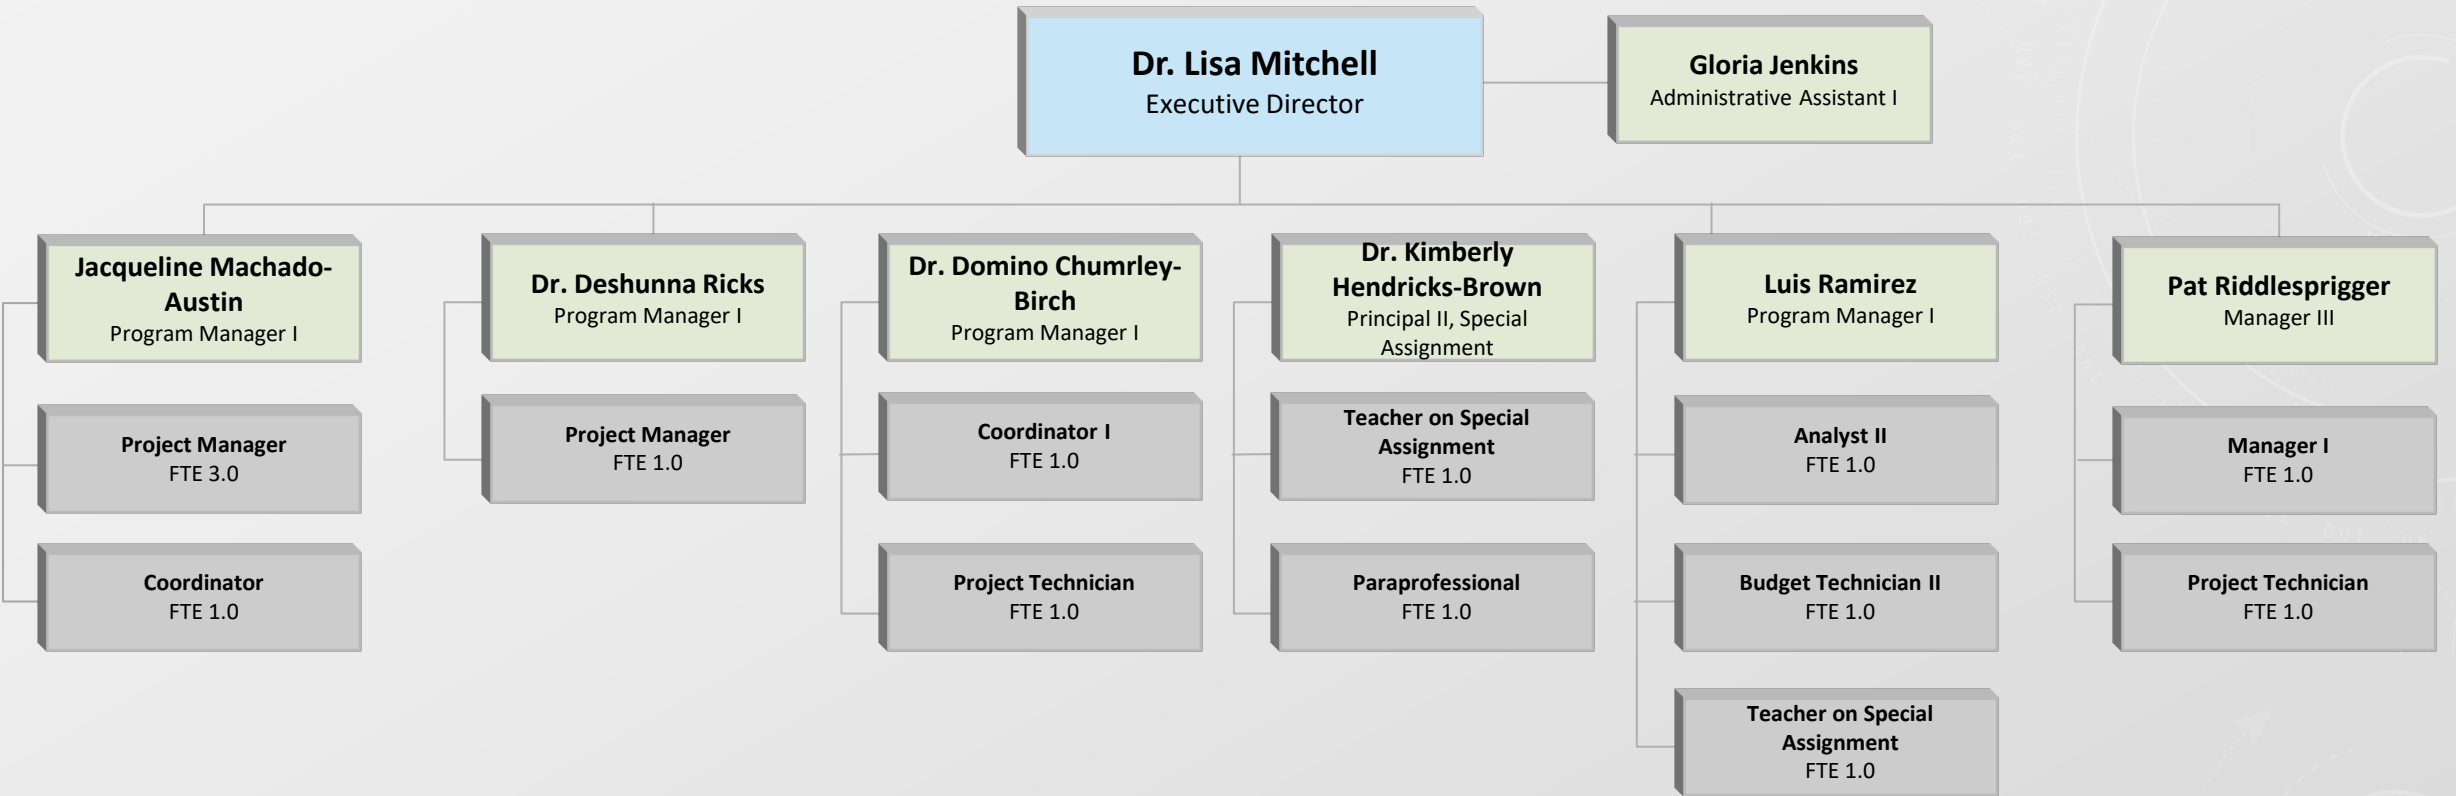 Dr. Lisa Mitchell
Executive Director
Gloria Jenkins
Administrative Assistant I
Jacqueline Machado-
Austin
Program Manager I
Project Manager
FTE 3.0
Coordinator
FTE 1.0
Dr. Deshunna Ricks
Program Manager I
Project Manager
FTE 1.0
Dr. Domino Chumrley-
Birch
Program Manager I
Coordinator I
FTE 1.0
Project Technician
FTE 1.0
Dr. Kimberly
Hendricks-Brown
Principal II, Special
Assignment
Teacher on Special
Assignment
FTE 1.0
Paraprofessional
FTE 1.0
Luis Ramirez
Program Manager I
Analyst II
FTE 1.0
Budget Technician II
FTE 1.0
Teacher on Special
Assignment
FTE 1.0
Pat Riddlesprigger
Manager III
Manager I
FTE 1.0
Project Technician
FTE 1.0